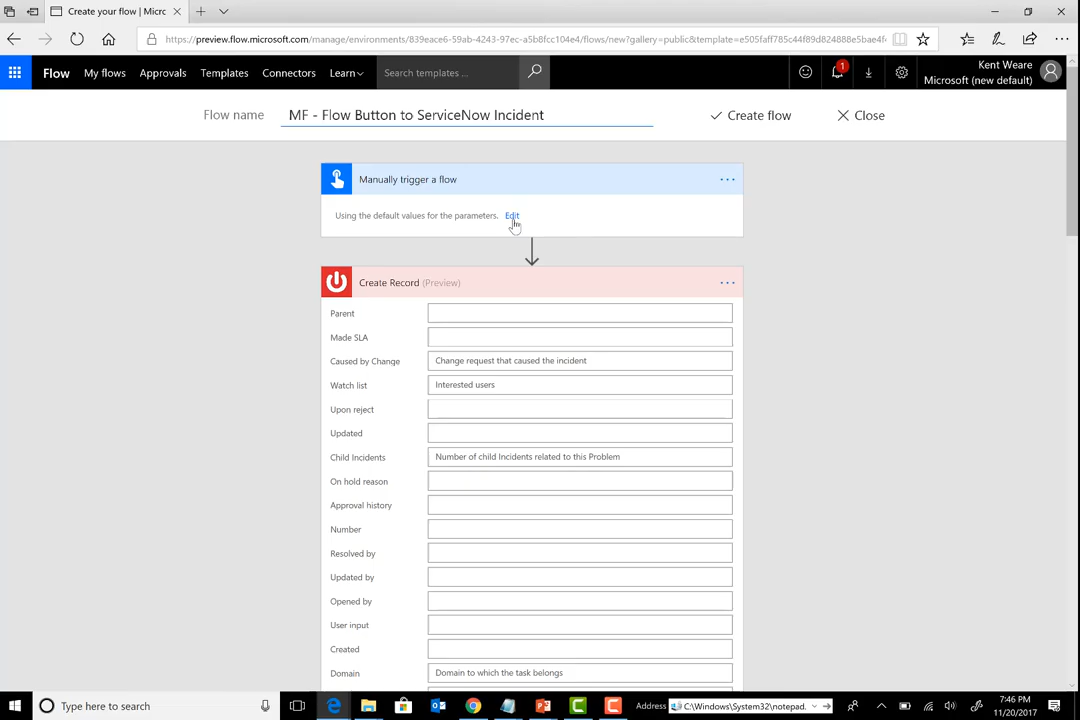 Create your flow | Micrc
https://preview.flow.microsoft.com/manage/environments/839eace6-59ab-4243-97ec-a5b8fcc104e4/flows/new?gallery=public&template=e505faff785c44f89d824888e5bae4f
Flow My flows Approvals Templates Connectors Learn Search templates ... 1 Kent Weare
Microsoft (new default)
Flow name MF - Flow Button to ServiceNow Incident Create flow Close
Manually trigger a flow
Using the default values for the parameters. Edit
Create Record (Preview)
Parent
Made SLA
Caused by Change Change request that caused the incident
Watch list Interested users
Upon reject
Updated
Child Incidents Number of child Incidents related to this Problem
On hold reason
Approval history
Number
Resolved by
Updated by
Opened by
User input
Created
Domain Domain to which the task belongs
Type here to search Address C:\Windows\System32\notepad. 7:46 PM
11/20/2017